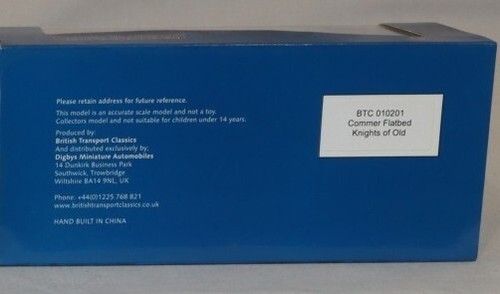 Please retain address for future reference.
This model is an accurate scale model and not a toy.
Collectors model and not suitable for children under 14 years.
Produced by:
British Transport Classics
And distributed exclusively by;
Digbys Miniature Automobiles
14 Dunkirk Business Park
Southwick, Trowbridge
Wiltshire BA14 9NL, UK
Phone: +44(0)1225 768 821
www.britishtransportclassics.co.uk
HAND BUILT IN CHINA
BTC 010201
Commer Flatbed
Knights of Old